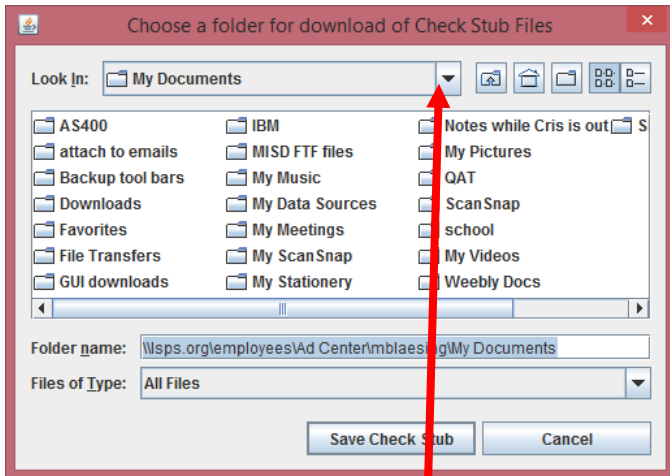 Choose a folder for download of Check Stub Files
Look In: My Documents
AS400 IBM Notes while Cris is out
attach to emails MISD FTF files My Pictures
Backup tool bars My Music QAT
Downloads My Data Sources ScanSnap
Favorites My Meetings school
File Transfers My ScanSnap My Videos
GUI downloads My Stationery Weebly Docs
Folder name: \\lsps.org\employees\Ad Center\mblaesing\My Documents
Files of Type: All Files
Save Check Stub Cancel